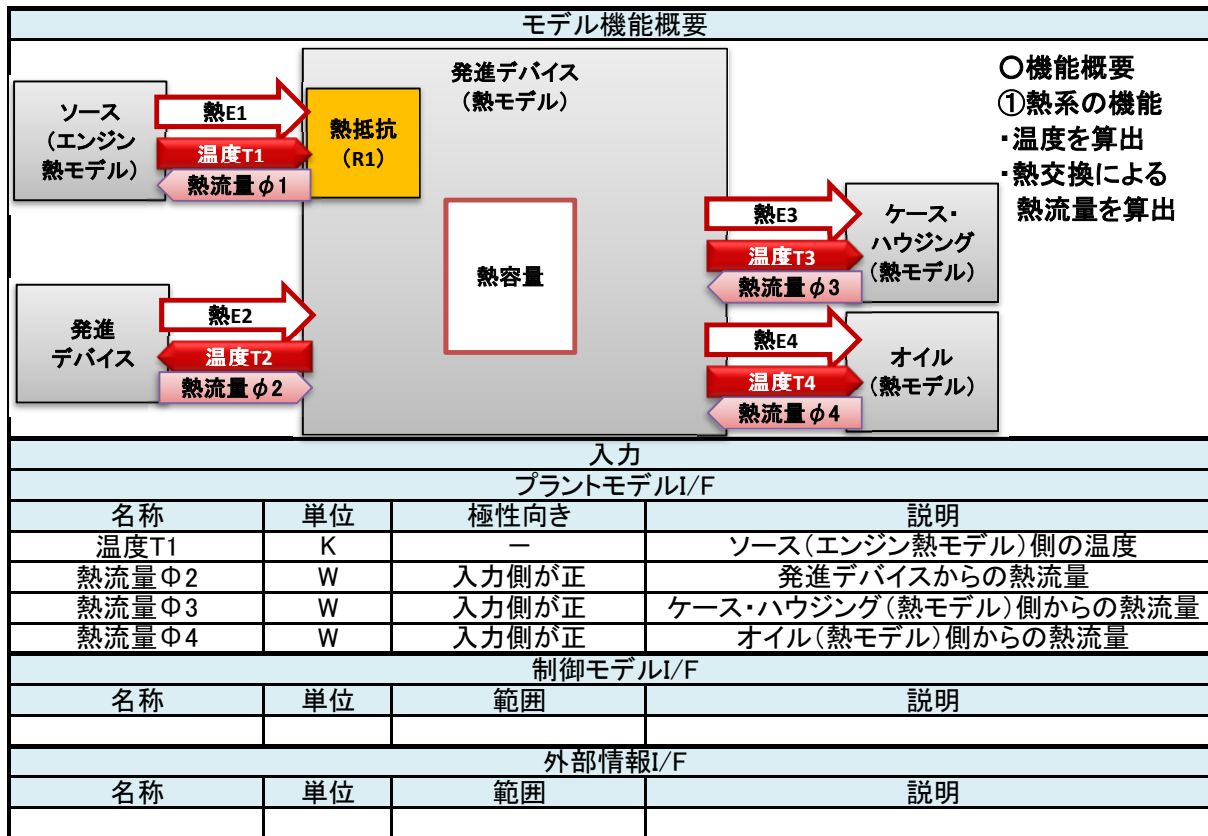 モデル機能概要
発進デバイス
(熱モデル)
ソース
(エンジン
熱モデル)
熱E1
温度T1
熱流量φ1
熱抵抗
(R1)
〇機能概要
①熱系の機能
・温度を算出
・熱交換による
熱流量を算出
熱容量
発進
デバイス
熱E2
温度T2
熱流量φ2
熱E3
温度T3
熱流量φ3
ケース・
ハウジング
(熱モデル)
熱E4
温度T4
熱流量φ4
オイル
(熱モデル)
入力
プラントモデルI/F
名称 単位 極性向き 説明
温度T1 K － ソース(エンジン熱モデル)側の温度
熱流量Φ2 W 入力側が正 発進デバイスからの熱流量
熱流量Φ3 W 入力側が正 ケース・ハウジング(熱モデル)側からの熱流量
熱流量Φ4 W 入力側が正 オイル(熱モデル)側からの熱流量
制御モデルI/F
名称 単位 範囲 説明
外部情報I/F
名称 単位 範囲 説明